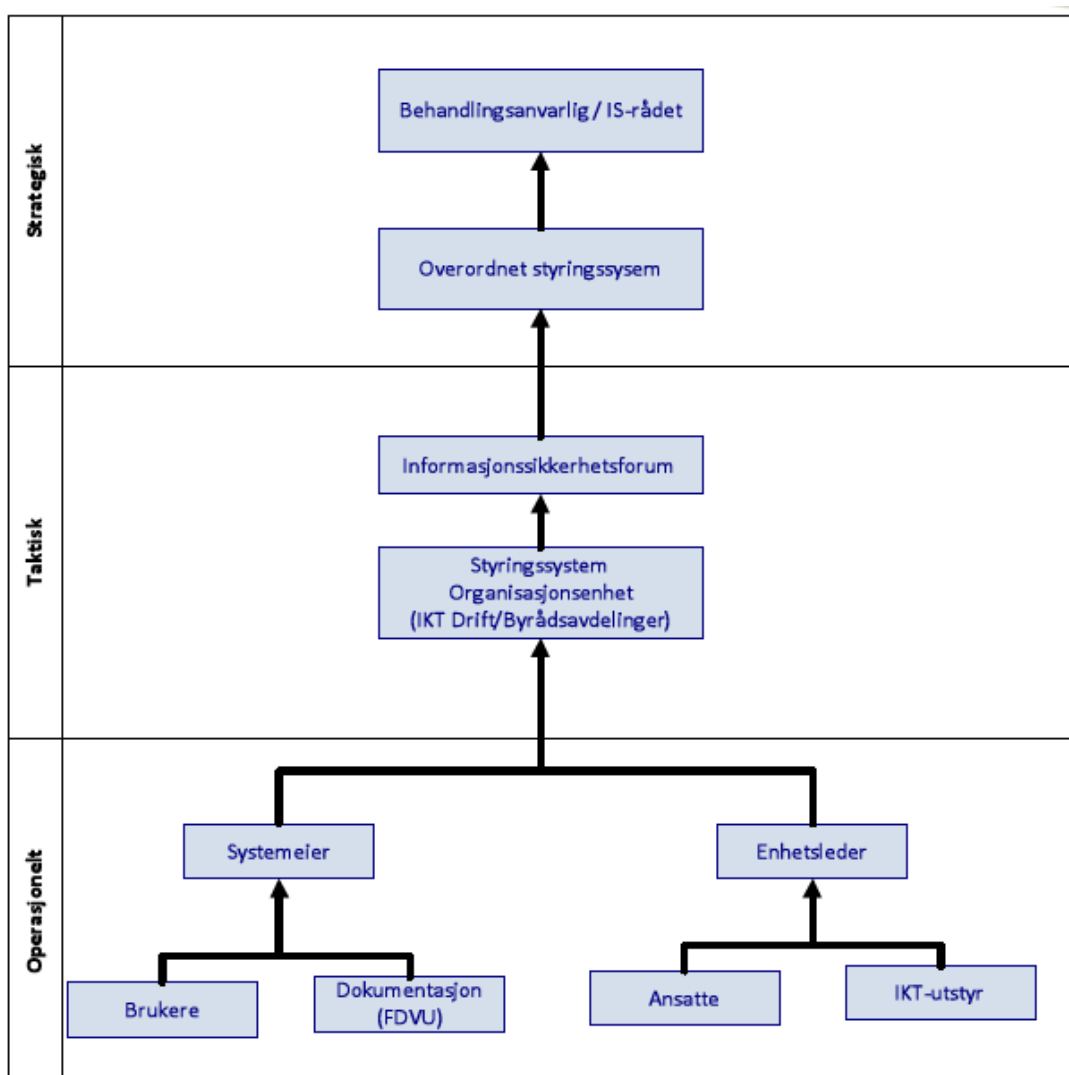 Strategisk
Behandlingsanvarlig / IS-rådet
Overordnet styringssysem
Taktisk
Informasjonssikkerhetsforum
Styringssystem
Organisasjonsenhet
(IKT Drift/Byrådsavdelinger)
Operasjonelt
Systemeier
Enhetsleder
Brukere
Dokumentasjon
(FDVU)
Ansatte
IKT-utstyr